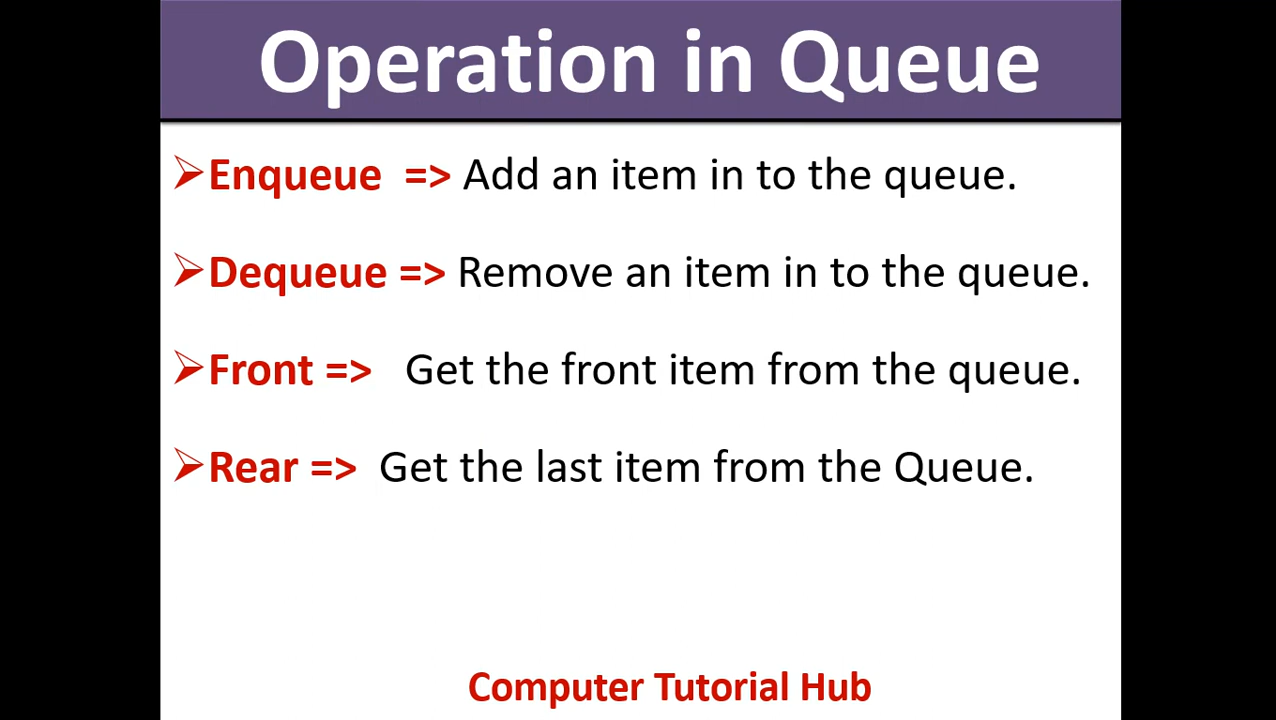 Operation in Queue
➢Enqueue => Add an item in to the queue.
➢Dequeue => Remove an item in to the queue.
➢Front => Get the front item from the queue.
➢Rear => Get the last item from the Queue.
Computer Tutorial Hub